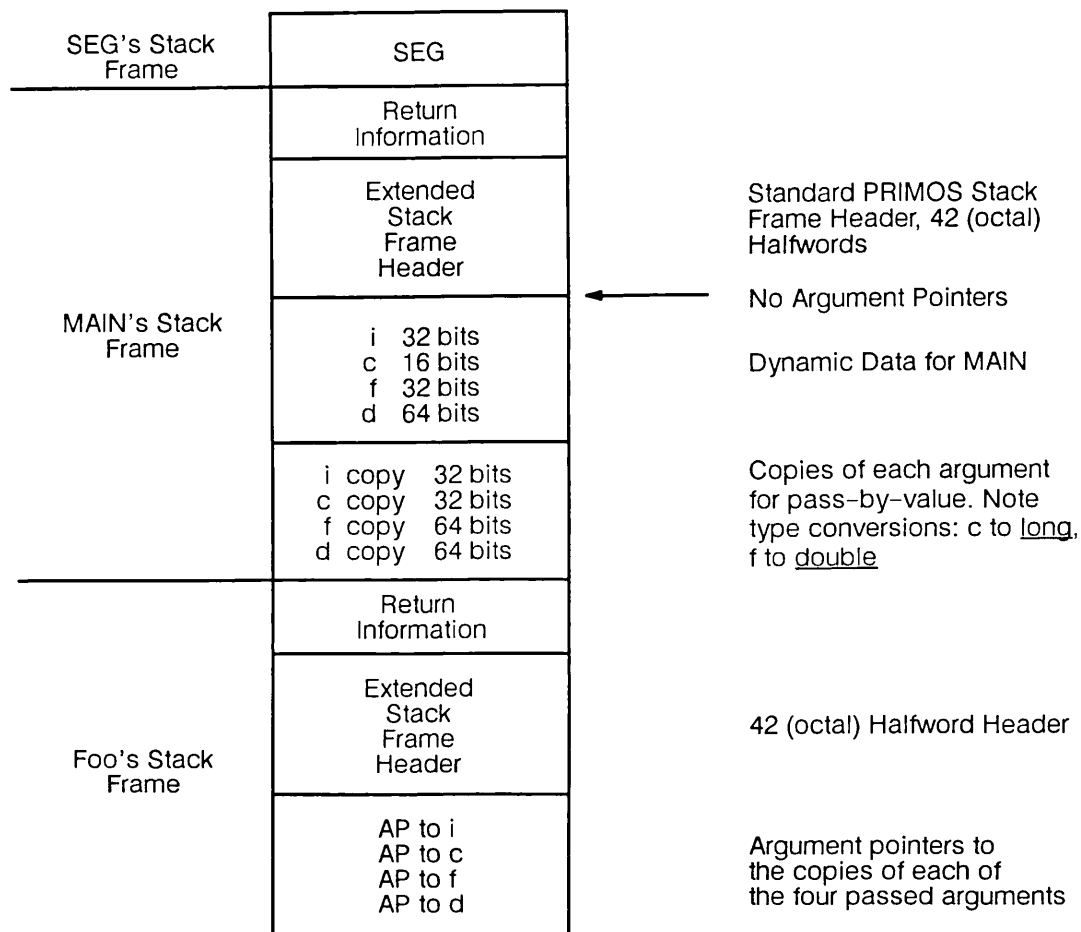 SEG's Stack
Frame
SEG
Return
Information
Extended
Stack
Frame
Header
Standard PRIMOS Stack
Frame Header, 42 (octal)
Halfwords
No Argument Pointers
MAIN's Stack
Frame
i 32 bits
c 16 bits
f 32 bits
d 64 bits
Dynamic Data for MAIN
i copy 32 bits
c copy 32 bits
f copy 64 bits
d copy 64 bits
Copies of each argument
for pass-by-value. Note
type conversions: c to long,
f to double
Return
Information
Extended
Stack
Frame
Header
42 (octal) Halfword Header
Foo's Stack
Frame
AP to i
AP to c
AP to f
AP to d
Argument pointers to
the copies of each of
the four passed arguments